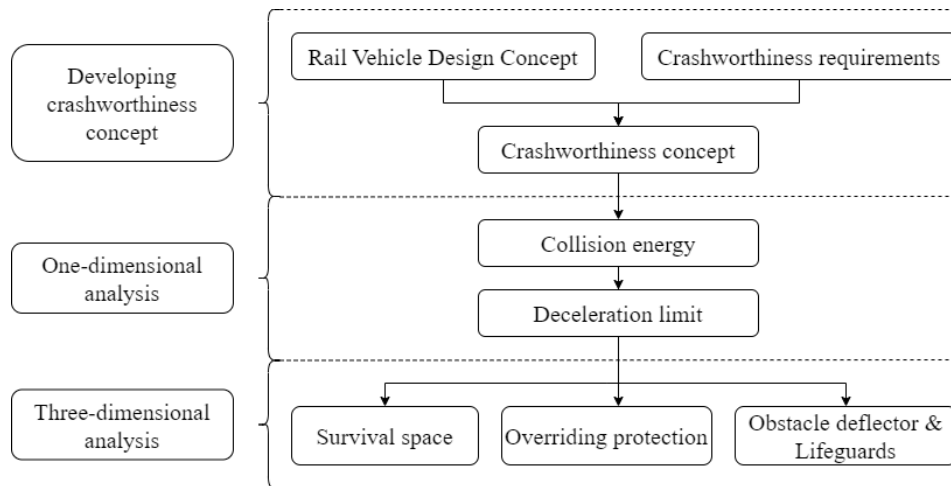 Developing
crashworthiness
concept
Rail Vehicle Design Concept
Crashworthiness requirements
Crashworthiness concept
One-dimensional
analysis
Collision energy
Deceleration limit
Three-dimensional
analysis
Survival space
Overriding protection
Obstacle deflector &
Lifeguards